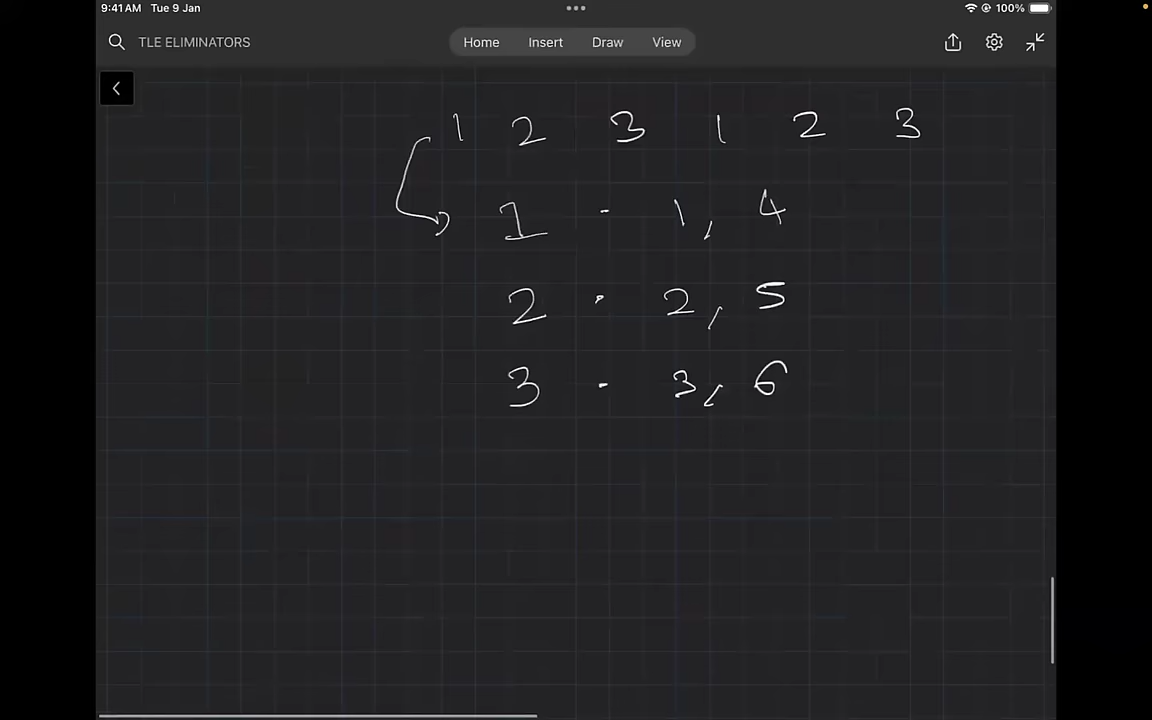 9:41 AM Tue 9 Jan 100%
TLE ELIMINATORS Home Insert Draw View
1 2 3 1 2 3
1 - 1, 4
2 - 2, 5
3 - 3, 6